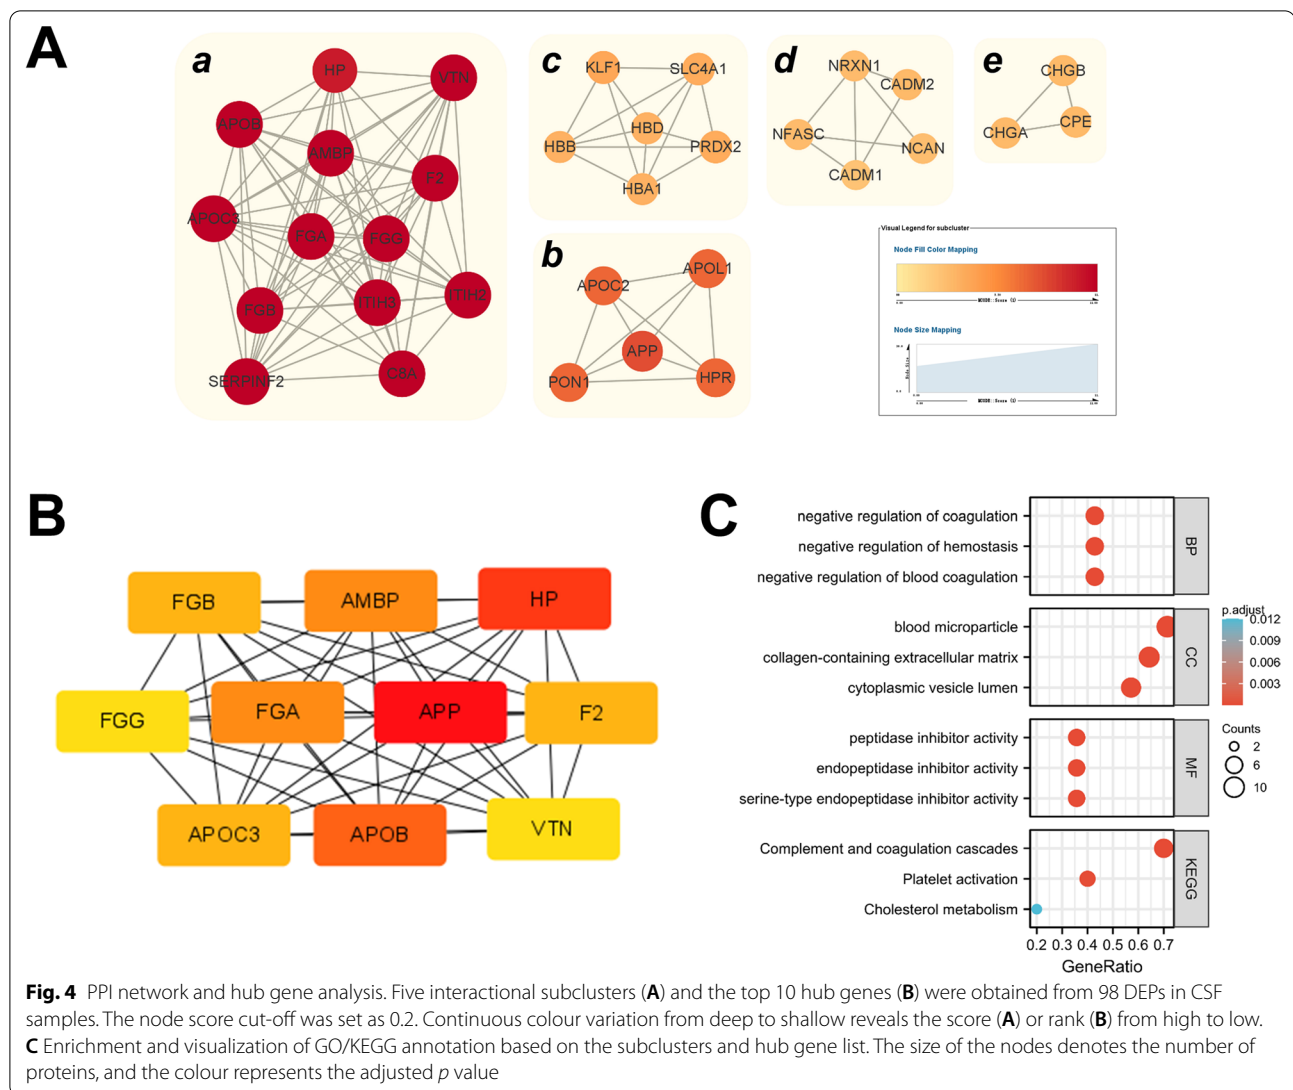 A
a
HP
VTN
APOB
AMBP
F2
APOC3
FGA
FGG
ITIH3
ITIH2
FGB
SERPINF2
C8A
c
KLF1
SLC4A1
HBD
HBB
PRDX2
HBA1
d
NRXN1
CADM2
NFASC
NCAN
CADM1
e
CHGB
CPE
CHGA
b
APOL1
APOC2
APP
PON1
HPR
Visual Legend for subcluster
Node Fill Color Mapping
MCODE::Score (1)
Node Size Mapping
Node Size
MCODE::Score (1)
B
FGB
AMBP
HP
FGG
FGA
APP
F2
APOC3
APOB
VTN
C
negative regulation of coagulation
negative regulation of hemostasis
negative regulation of blood coagulation
BP
blood microparticle
collagen-containing extracellular matrix
cytoplasmic vesicle lumen
CC
peptidase inhibitor activity
endopeptidase inhibitor activity
serine-type endopeptidase inhibitor activity
MF
Complement and coagulation cascades
Platelet activation
Cholesterol metabolism
KEGG
0.2 0.3 0.4 0.5 0.6 0.7
GeneRatio
p.adjust
0.012
0.009
0.006
0.003
Counts
2
6
10
Fig. 4 PPI network and hub gene analysis. Five interactional subclusters (A) and the top 10 hub genes (B) were obtained from 98 DEPs in CSF
samples. The node score cut-off was set as 0.2. Continuous colour variation from deep to shallow reveals the score (A) or rank (B) from high to low.
C Enrichment and visualization of GO/KEGG annotation based on the subclusters and hub gene list. The size of the nodes denotes the number of
proteins, and the colour represents the adjusted p value